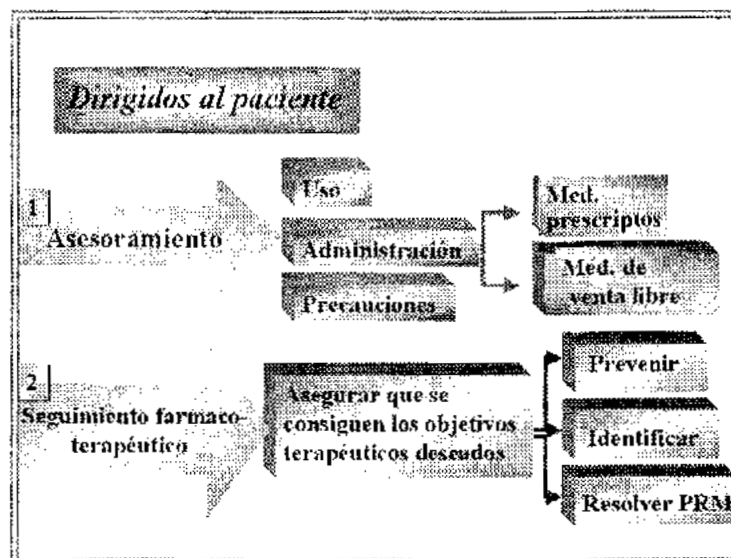 Dirigidos al paciente
1
Asesoramiento
Uso
Administración
Precauciones
Med.
prescriptos
Med. de
venta libre
2
Seguimiento farmaco-
terapéutico
Asegurar que se
consiguen los objetivos
terapéuticos deseados
Prevenir
Identificar
Resolver PRM